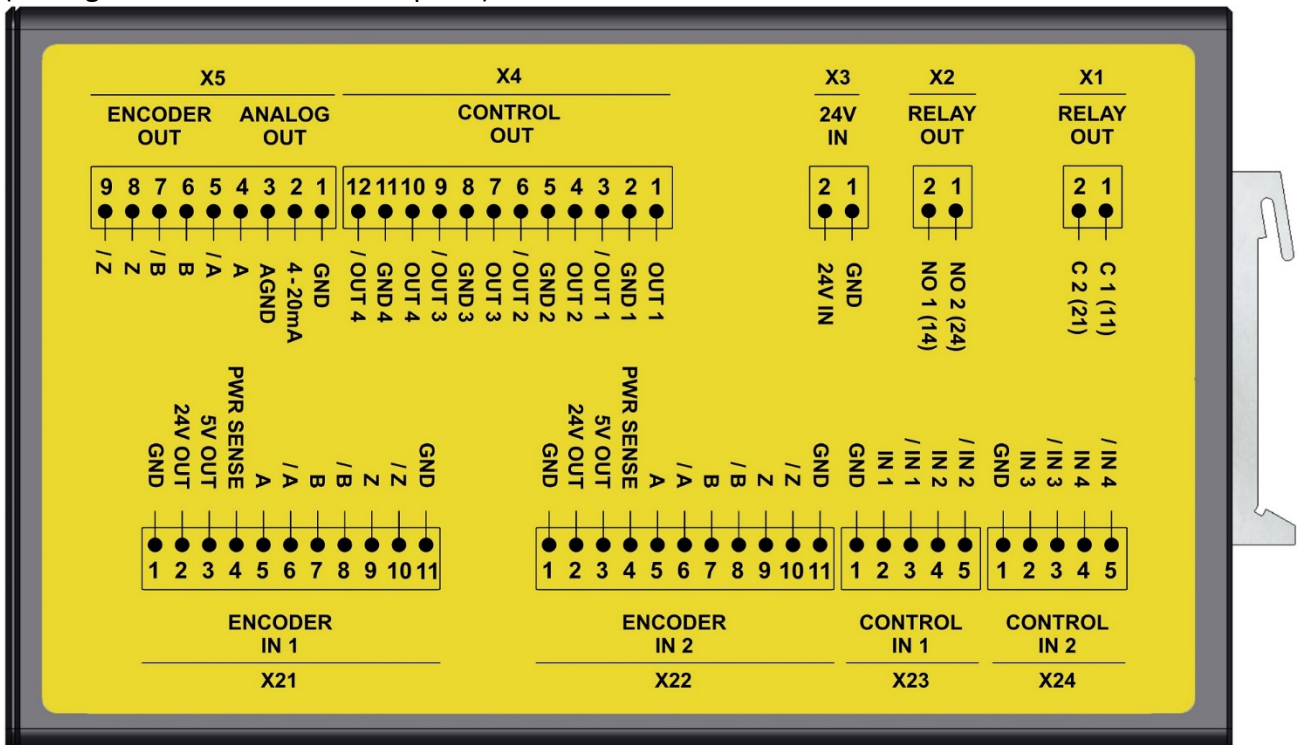 X5 X4 X3 X2 X1
ENCODER OUT ANALOG OUT CONTROL OUT 24V IN RELAY OUT RELAY OUT
9 8 7 6 5 4 3 2 1 12 11 10 9 8 7 6 5 4 3 2 1 2 1 2 1 2 1
/Z Z /B B /A A AGND 4-20mA GND /OUT 4 GND 4 OUT 4 /OUT 3 GND 3 OUT 3 /OUT 2 GND 2 OUT 2 /OUT 1 GND 1 OUT 1 24V IN GND NO 1 (14) NO 2 (24) C 2 (21) C 1 (11)
GND 24V OUT 5V OUT PWR SENSE A /A B /B Z /Z GND GND 24V OUT 5V OUT PWR SENSE A /A B /B Z /Z GND GND IN 1 /IN 1 IN 2 /IN 2 GND IN 3 /IN 3 IN 4 /IN 4
1 2 3 4 5 6 7 8 9 10 11 1 2 3 4 5 6 7 8 9 10 11 1 2 3 4 5 1 2 3 4 5
ENCODER IN 1 ENCODER IN 2 CONTROL IN 1 CONTROL IN 2
X21 X22 X23 X24